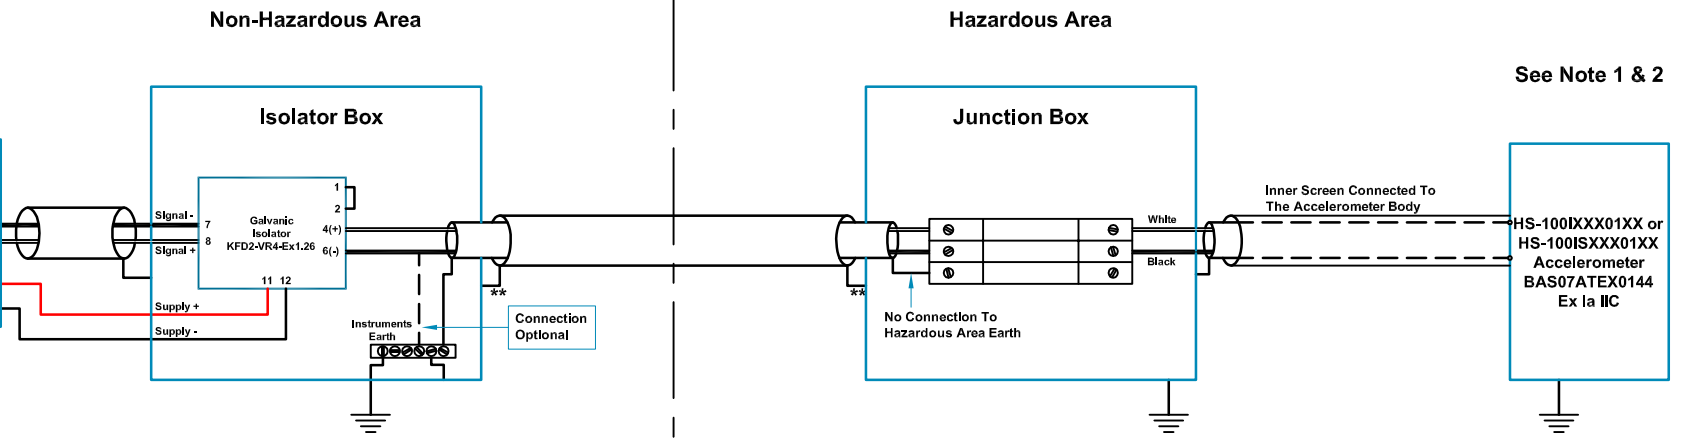 Non-Hazardous Area
Hazardous Area
See Note 1 & 2
Isolator Box
Junction Box
1
2
Signal -
7
8
Signal +
Galvanic
Isolator
KFD2-VR4-Ex1.26
4(+)
6(-)
11 12
Supply +
Supply -
Instruments
Earth
Connection
Optional
**
**
White
Black
No Connection To
Hazardous Area Earth
Inner Screen Connected To
The Accelerometer Body
HS-100IXXX01XX or
HS-100ISXXX01XX
Accelerometer
BAS07ATEX0144
Ex Ia IIC